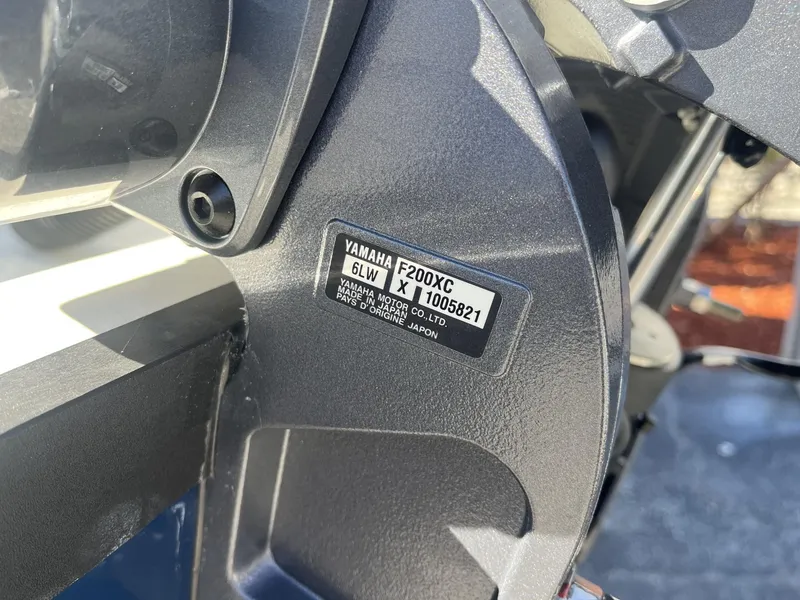 YAMAHA F200XC
6LW X 1005821
YAMAHA MOTOR CO.,LTD.
MADE IN JAPAN
PAYS D'ORIGINE JAPON